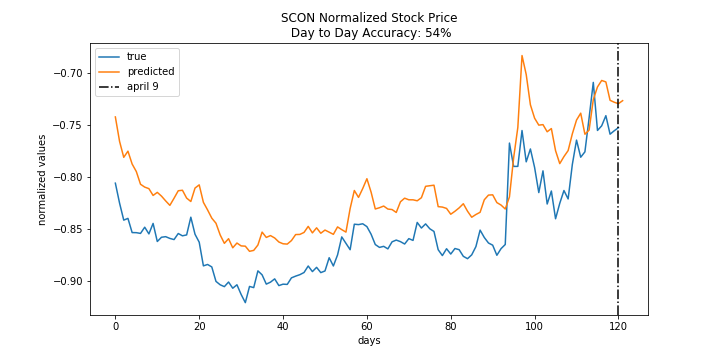 SCON Normalized Stock Price
Day to Day Accuracy: 54%
true
predicted
april 9
normalized values
−0.70
−0.75
−0.80
−0.85
−0.90
0
20
40
60
80
100
120
days